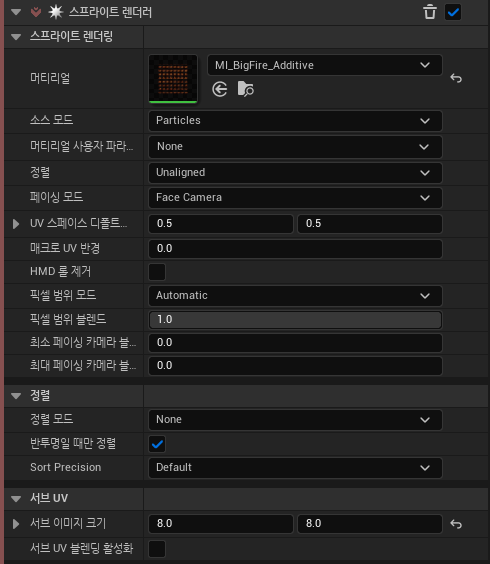 스프라이트 렌더러
스프라이트 렌더링
머티리얼
MI_BigFire_Additive
소스 모드
Particles
머티리얼 사용자 파라...
None
정렬
Unaligned
페이싱 모드
Face Camera
UV 스페이스 디폴트...
0.5
0.5
매크로 UV 반경
0.0
HMD 롤 제거
픽셀 범위 모드
Automatic
픽셀 범위 블렌드
1.0
최소 페이싱 카메라 블...
0.0
최대 페이싱 카메라 블...
0.0
정렬
정렬 모드
None
반투명일 때만 정렬
Sort Precision
Default
서브 UV
서브 이미지 크기
8.0
8.0
서브 UV 블렌딩 활성화